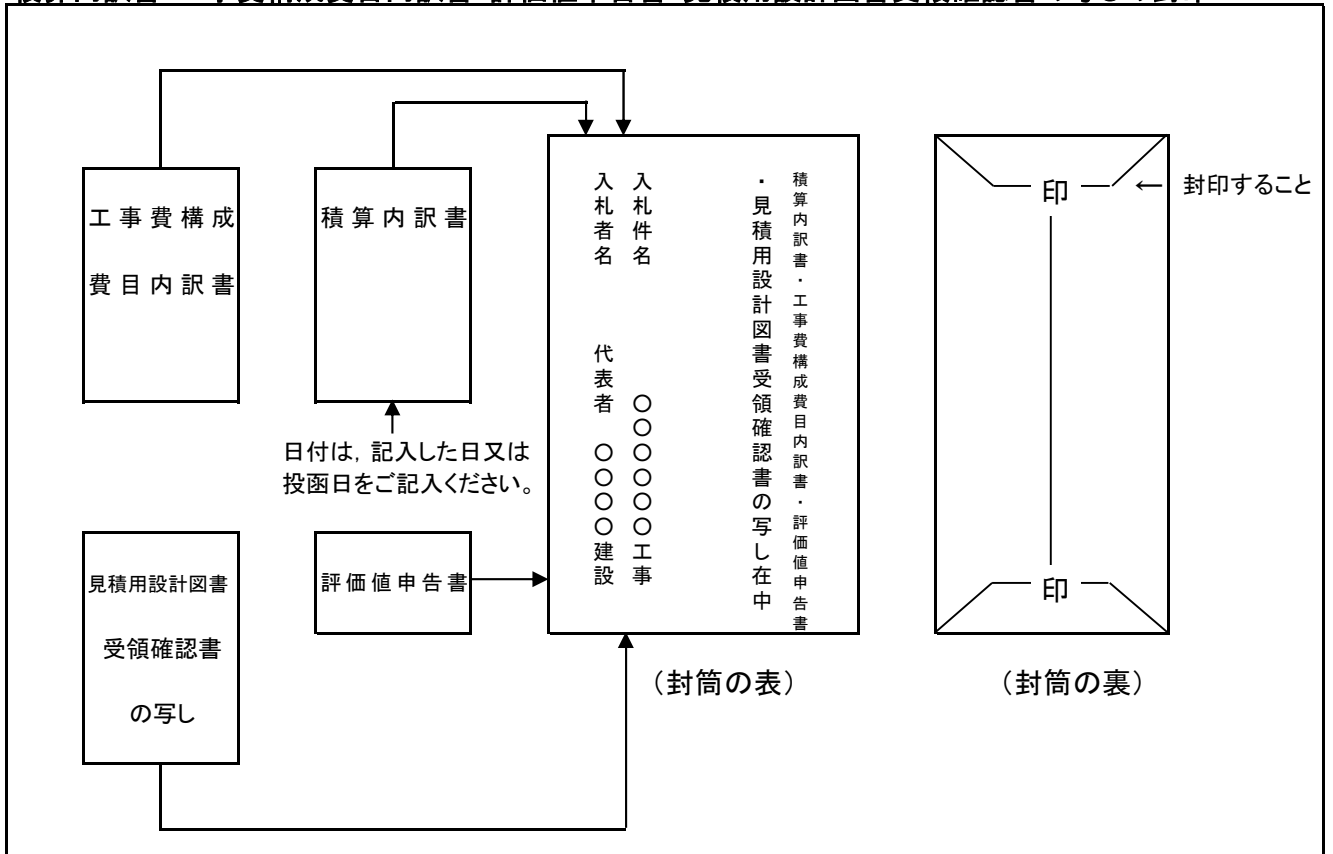 工事費構成
費目内訳書
積算内訳書
日付は，記入した日又は
投函日をご記入ください。
見積用設計図書
受領確認書
の写し
評価値申告書
積算内訳書・工事費構成費目内訳書・評価値申告書
・見積用設計図書受領確認書の写し在中
入札件名　　　　〇〇〇〇〇〇工事
入札者名　　代表者　〇〇〇〇建設
（封筒の表）
印
← 封印すること
印
（封筒の裏）